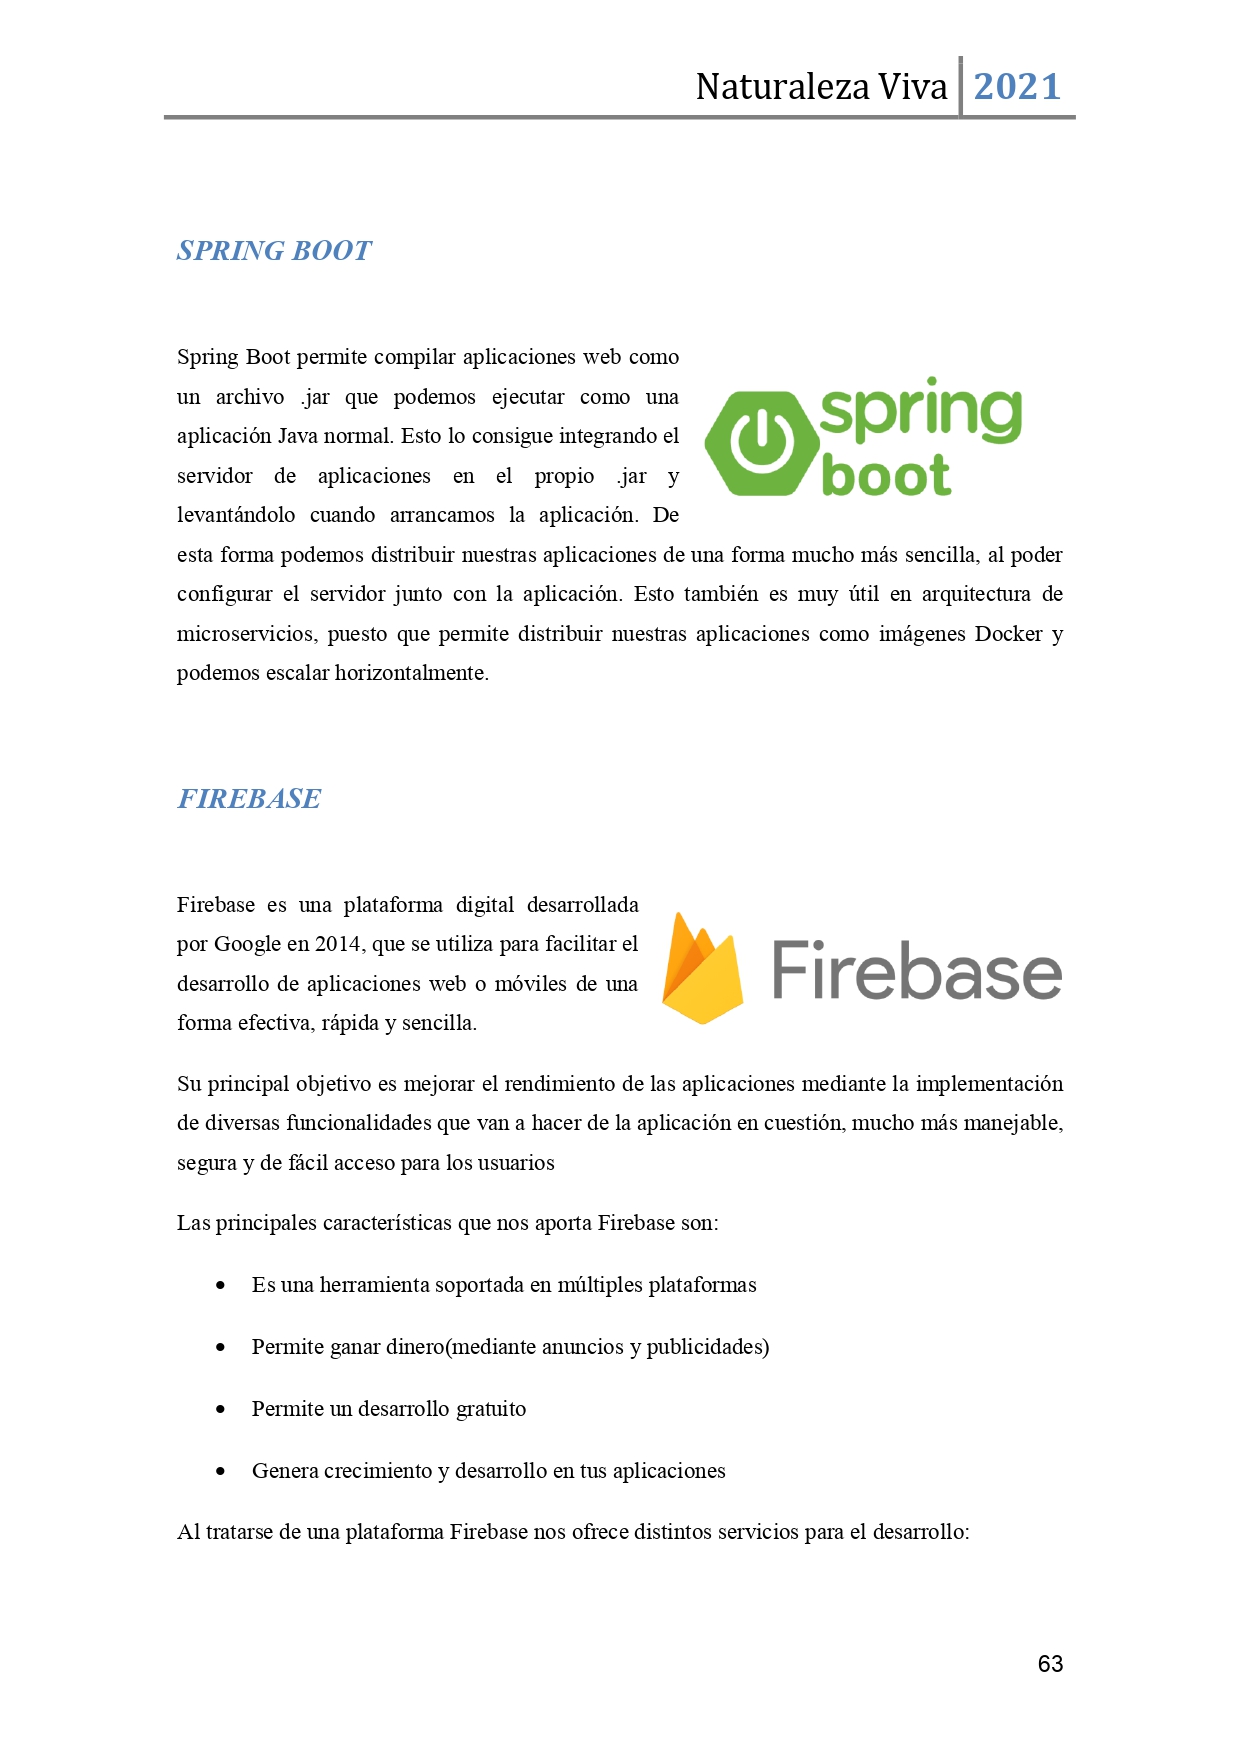 Naturaleza Viva 2021
SPRING BOOT
Spring Boot permite compilar aplicaciones web como
un archivo .jar que podemos ejecutar como una
aplicación Java normal. Esto lo consigue integrando el
servidor de aplicaciones en el propio .jar y
levantándolo cuando arrancamos la aplicación. De
spring
boot
esta forma podemos distribuir nuestras aplicaciones de una forma mucho más sencilla, al poder
configurar el servidor junto con la aplicación. Esto también es muy útil en arquitectura de
microservicios, puesto que permite distribuir nuestras aplicaciones como imágenes Docker y
podemos escalar horizontalmente.
FIREBASE
Firebase es una plataforma digital desarrollada
por Google en 2014, que se utiliza para facilitar el
desarrollo de aplicaciones web o móviles de una
forma efectiva, rápida y sencilla.
Firebase
Su principal objetivo es mejorar el rendimiento de las aplicaciones mediante la implementación
de diversas funcionalidades que van a hacer de la aplicación en cuestión, mucho más manejable,
segura y de fácil acceso para los usuarios
Las principales características que nos aporta Firebase son:
• Es una herramienta soportada en múltiples plataformas
• Permite ganar dinero(mediante anuncios y publicidades)
• Permite un desarrollo gratuito
• Genera crecimiento y desarrollo en tus aplicaciones
Al tratarse de una plataforma Firebase nos ofrece distintos servicios para el desarrollo:
63